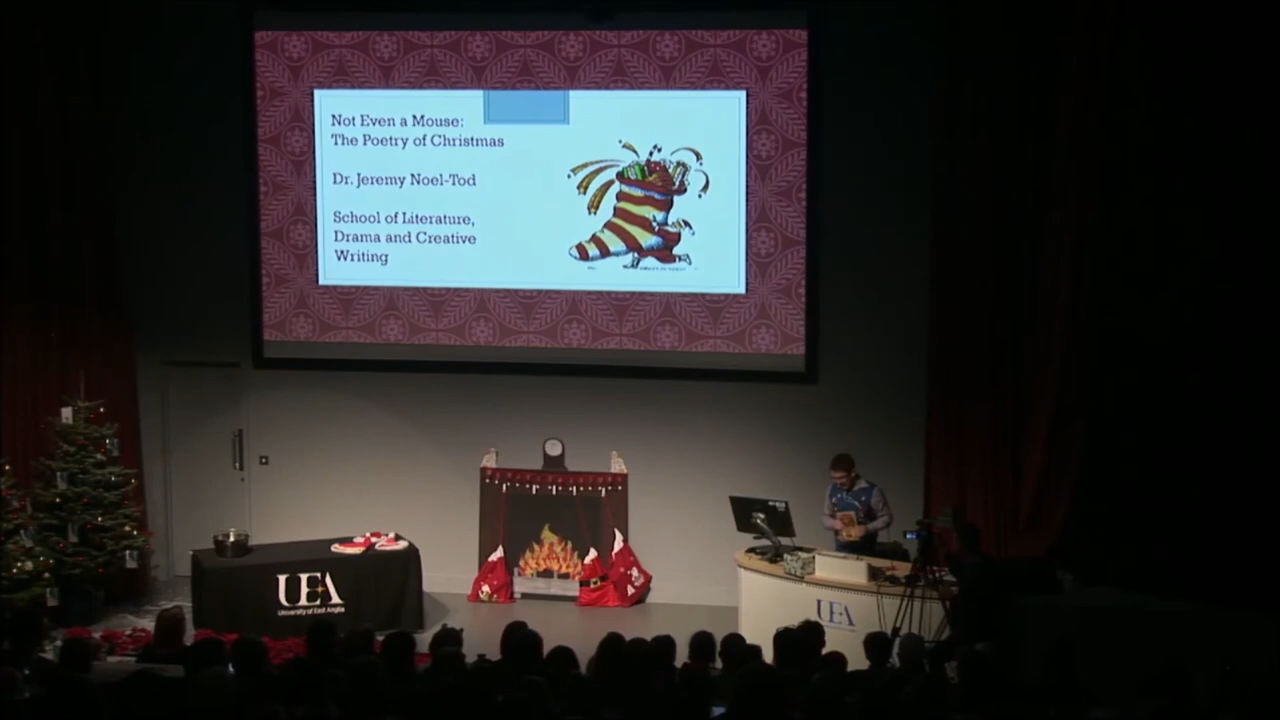 Not Even a Mouse:
The Poetry of Christmas
Dr. Jeremy Noel-Tod
School of Literature,
Drama and Creative
Writing
UEA
University of East Anglia
UEA